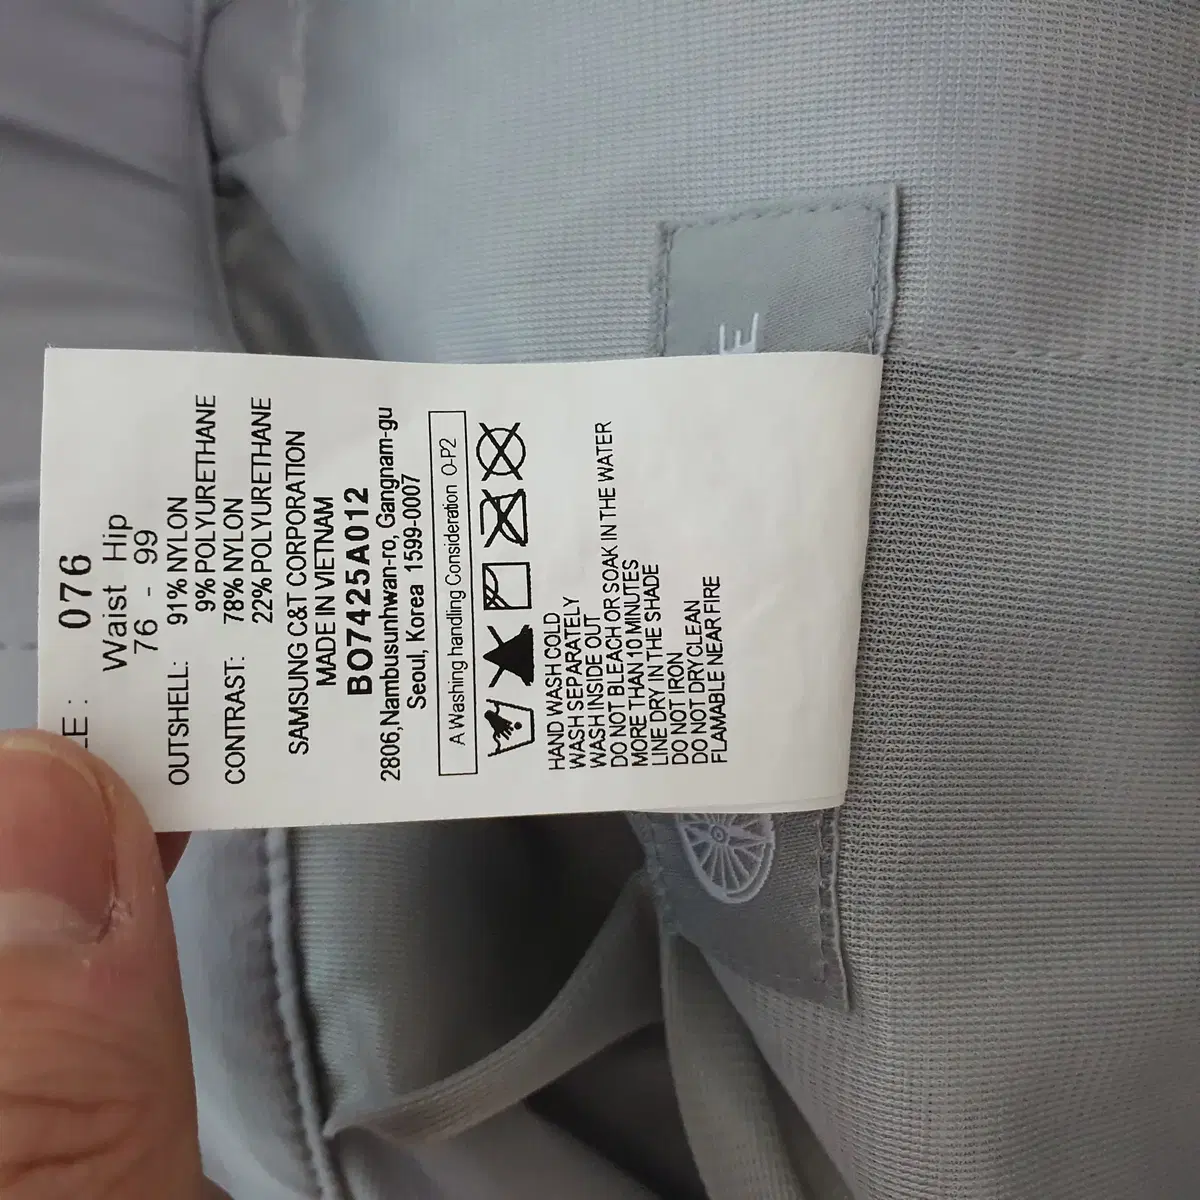 LE : 076
Waist Hip
76 - 99
OUTSHELL: 91% NYLON
9% POLYURETHANE
CONTRAST: 78% NYLON
22% POLYURETHANE
SAMSUNG C&T CORPORATION
MADE IN VIETNAM
BO7425A012
2806,Nambusunhwan-ro, Gangnam-gu
Seoul, Korea 1599-0007
A Washing handling Consideration O-P2
HAND WASH COLD
WASH SEPARATELY
WASH INSIDE OUT
DO NOT BLEACH OR SOAK IN THE WATER
MORE THAN 10 MINUTES
LINE DRY IN THE SHADE
DO NOT IRON
DO NOT DRYCLEAN
FLAMABLE NEAR FIRE
E